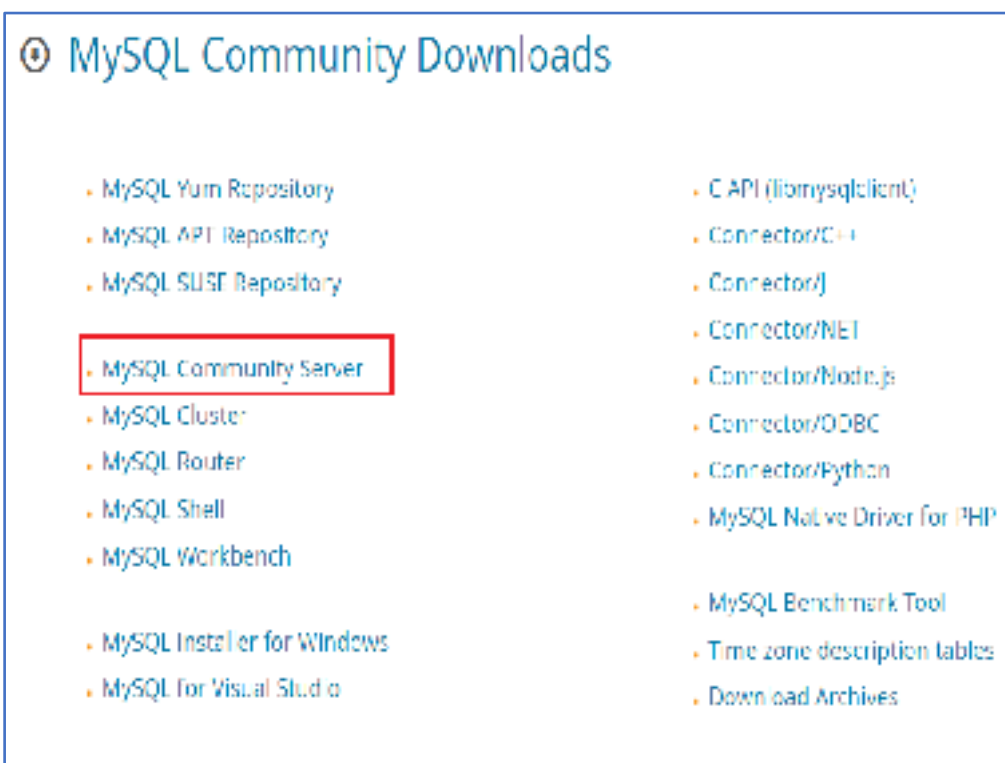 MySQL Community Downloads
MySQL Yum Repository
MySQL APT Repository
MySQL SUSE Repository
MySQL Community Server
MySQL Cluster
MySQL Router
MySQL Shell
MySQL Workbench
MySQL Installer for Windows
MySQL for Visual Studio
C API (libmysqlclient)
Connector/C++
Connector/J
Connector/NET
Connector/Node.js
Connector/ODBC
Connector/Python
MySQL Native Driver for PHP
MySQL Benchmark Tool
Time zone description tables
Download Archives